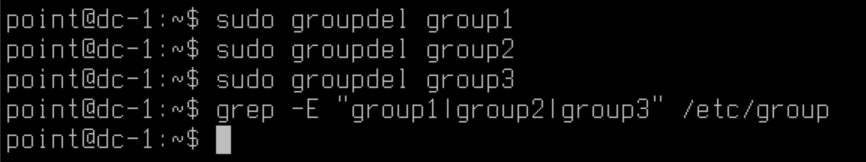 point@dc-1:~$ sudo groupdel group1
point@dc-1:~$ sudo groupdel group2
point@dc-1:~$ sudo groupdel group3
point@dc-1:~$ grep -E "group1|group2|group3" /etc/group
point@dc-1:~$